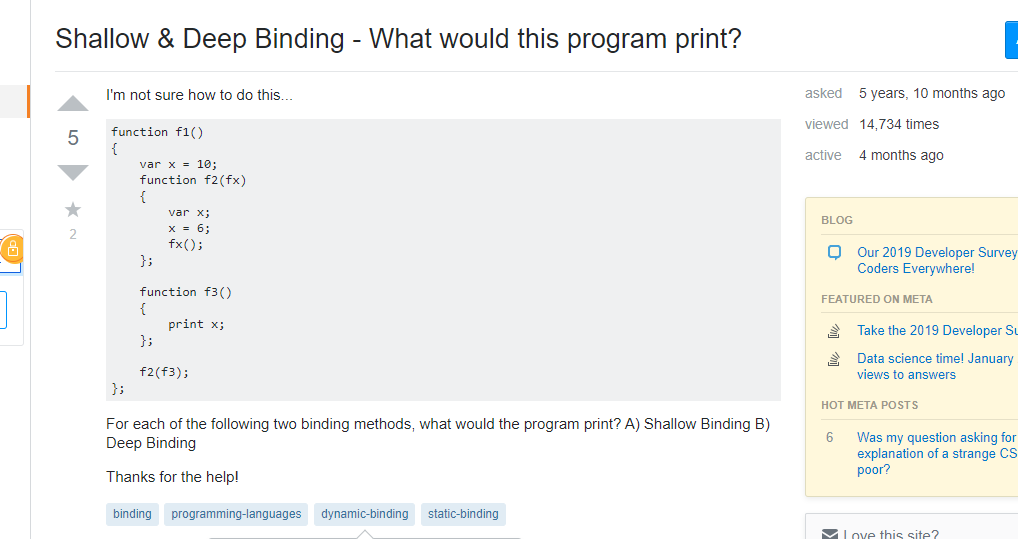 Shallow & Deep Binding - What would this program print?
I'm not sure how to do this...
5
2
function f1()
{
    var x = 10;
    function f2(fx)
    {
        var x;
        x = 6;
        fx();
    };

    function f3()
    {
        print x;
    };

    f2(f3);
};
For each of the following two binding methods, what would the program print? A) Shallow Binding B)
Deep Binding
Thanks for the help!
binding programming-languages dynamic-binding static-binding
asked 5 years, 10 months ago
viewed 14,734 times
active 4 months ago
BLOG
Our 2019 Developer Survey
Coders Everywhere!
FEATURED ON META
Take the 2019 Developer Su
Data science time! January
views to answers
HOT META POSTS
6 Was my question asking for
explanation of a strange CS
poor?
Love this site?